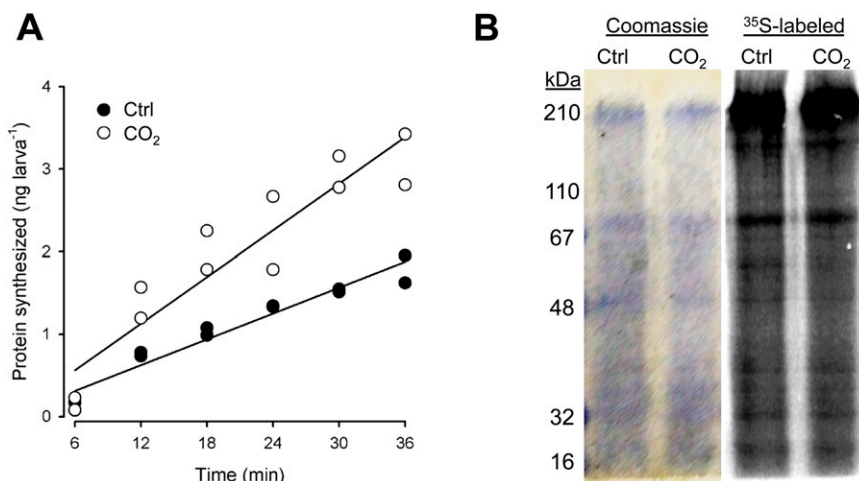 A
Protein synthesized (ng larva⁻¹)
4
3
2
1
0
Ctrl
CO₂
6 12 18 24 30 36
Time (min)
B
Coomassie ³⁵S-labeled
Ctrl CO₂ Ctrl CO₂
kDa
210
110
67
48
32
16